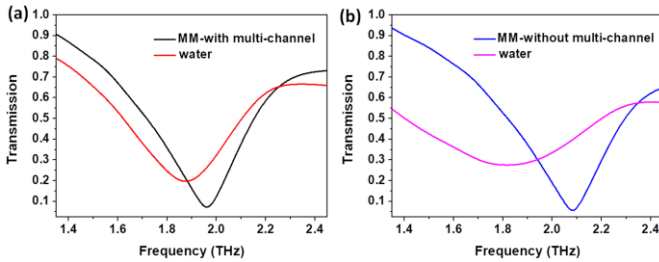 (a)
MM-with multi-channel
water
Transmission
1.0
0.9
0.8
0.7
0.6
0.5
0.4
0.3
0.2
0.1
1.4 1.6 1.8 2.0 2.2 2.4
Frequency (THz)
(b)
MM-without multi-channel
water
Transmission
1.0
0.9
0.8
0.7
0.6
0.5
0.4
0.3
0.2
0.1
1.4 1.6 1.8 2.0 2.2 2.4
Frequency (THz)